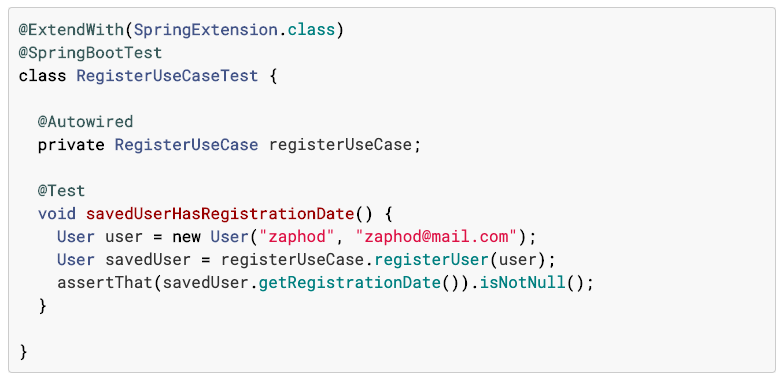 @ExtendWith(SpringExtension.class)
@SpringBootTest
class RegisterUseCaseTest {

  @Autowired
  private RegisterUseCase registerUseCase;

  @Test
  void savedUserHasRegistrationDate() {
    User user = new User("zaphod", "zaphod@mail.com");
    User savedUser = registerUseCase.registerUser(user);
    assertThat(savedUser.getRegistrationDate()).isNotNull();
  }

}